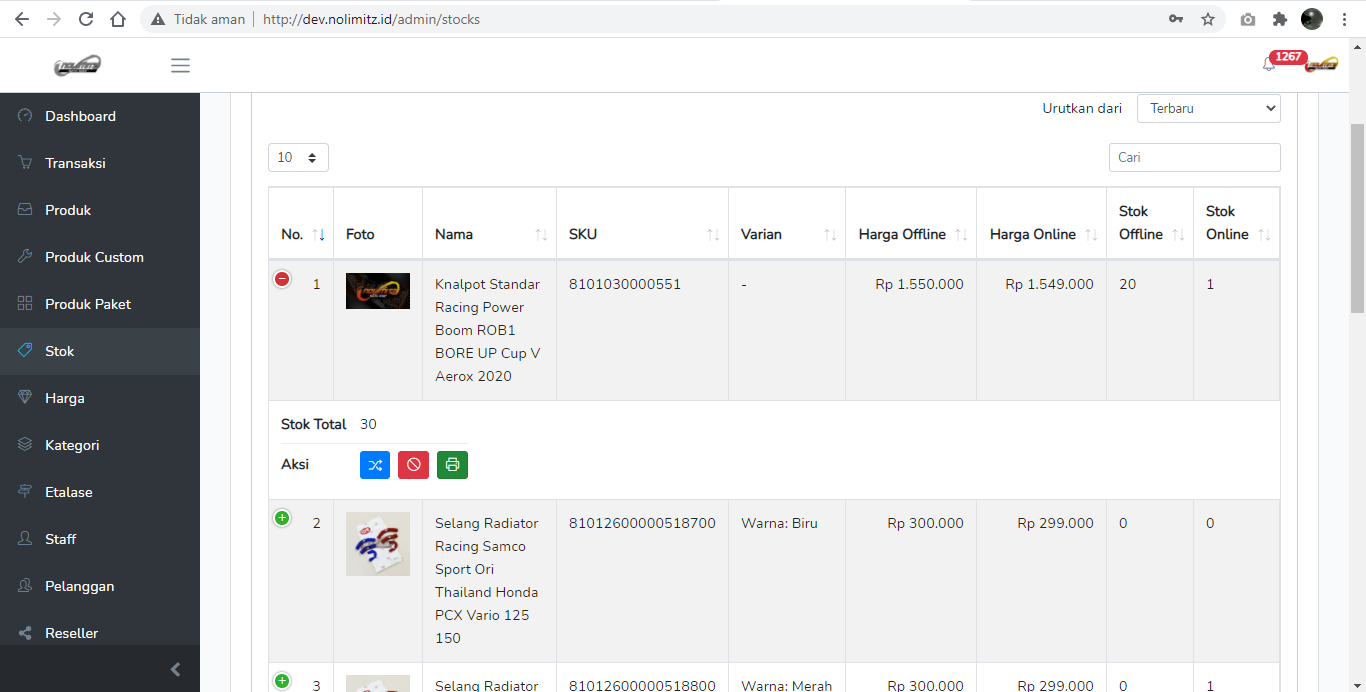 Tidak aman
http://dev.nolimitz.id/admin/stocks
1267
Dashboard
Transaksi
Produk
Produk Custom
Produk Paket
Stok
Harga
Kategori
Etalase
Staff
Pelanggan
Reseller
Urutkan dari
Terbaru
10
Cari
No.
Foto
Nama
SKU
Varian
Harga Offline
Harga Online
Stok
Offline
Stok
Online
1
Knalpot Standar
Racing Power
Boom ROB1
BORE UP Cup V
Aerox 2020
8101030000551
-
Rp 1.550.000
Rp 1.549.000
20
1
Stok Total
30
Aksi
2
Selang Radiator
Racing Samco
Sport Ori
Thailand Honda
PCX Vario 125
150
81012600000518700
Warna: Biru
Rp 300.000
Rp 299.000
0
0
3
Selang Radiator
81012600000518800
Warna: Merah
Rp 300.000
Rp 299.000
0
1